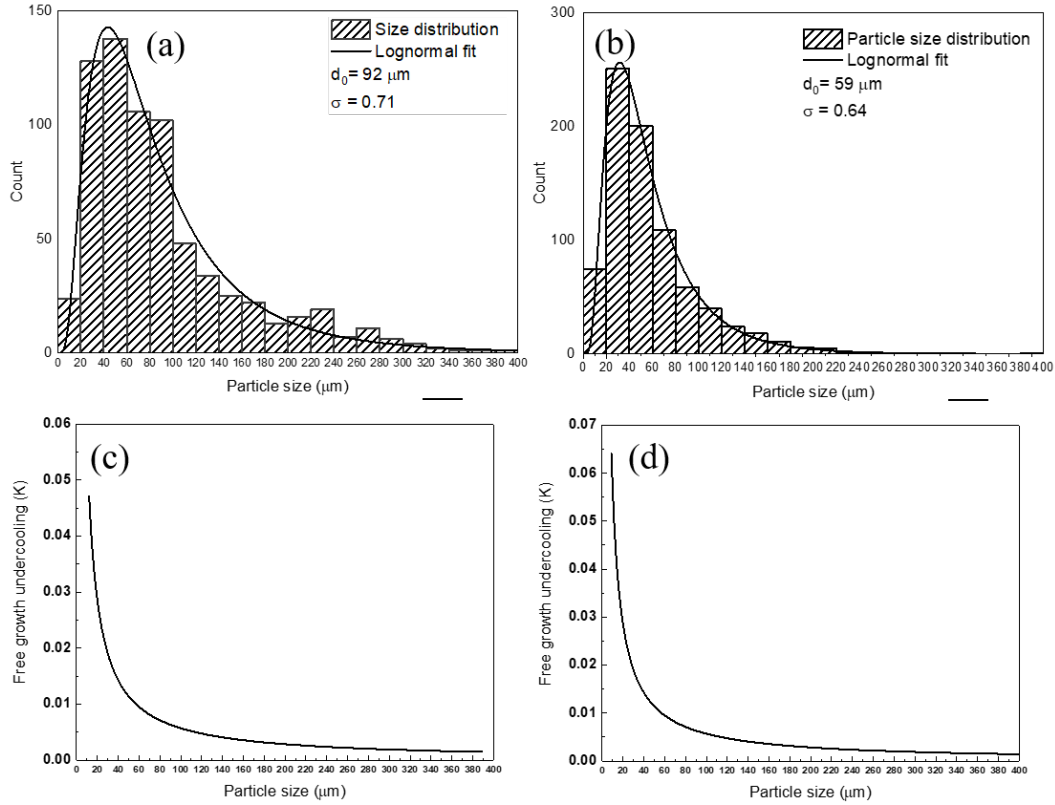 (a)
Size distribution
Lognormal fit
d0= 92 μm
σ = 0.71
150
100
50
0
Count
0 20 40 60 80 100 120 140 160 180 200 220 240 260 280 300 320 340 360 380 400
Particle size (μm)
(b)
Particle size distribution
Lognormal fit
d0= 59 μm
σ = 0.64
300
200
100
0
Count
0 20 40 60 80 100 120 140 160 180 200 220 240 260 280 300 320 340 360 380 400
Particle size (μm)
(c)
0.06
0.05
0.04
0.03
0.02
0.01
0.00
Free growth undercooling (K)
0 20 40 60 80 100 120 140 160 180 200 220 240 260 280 300 320 340 360 380 400
Particle size (μm)
(d)
0.07
0.06
0.05
0.04
0.03
0.02
0.01
0.00
Free growth undercooling (K)
0 20 40 60 80 100 120 140 160 180 200 220 240 260 280 300 320 340 360 380 400
Particle size (μm)